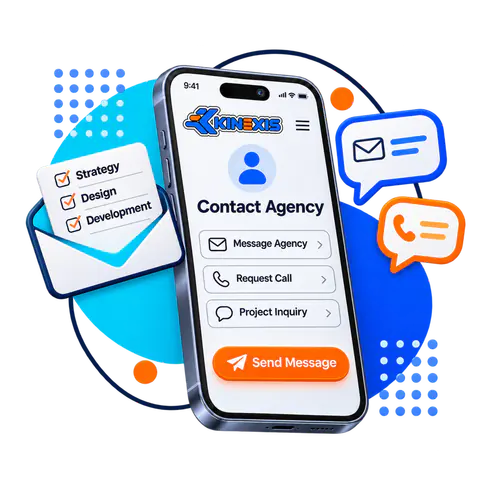 9:41
KINEXIS
Contact Agency
Message Agency
Request Call
Project Inquiry
Send Message
Strategy
Design
Development